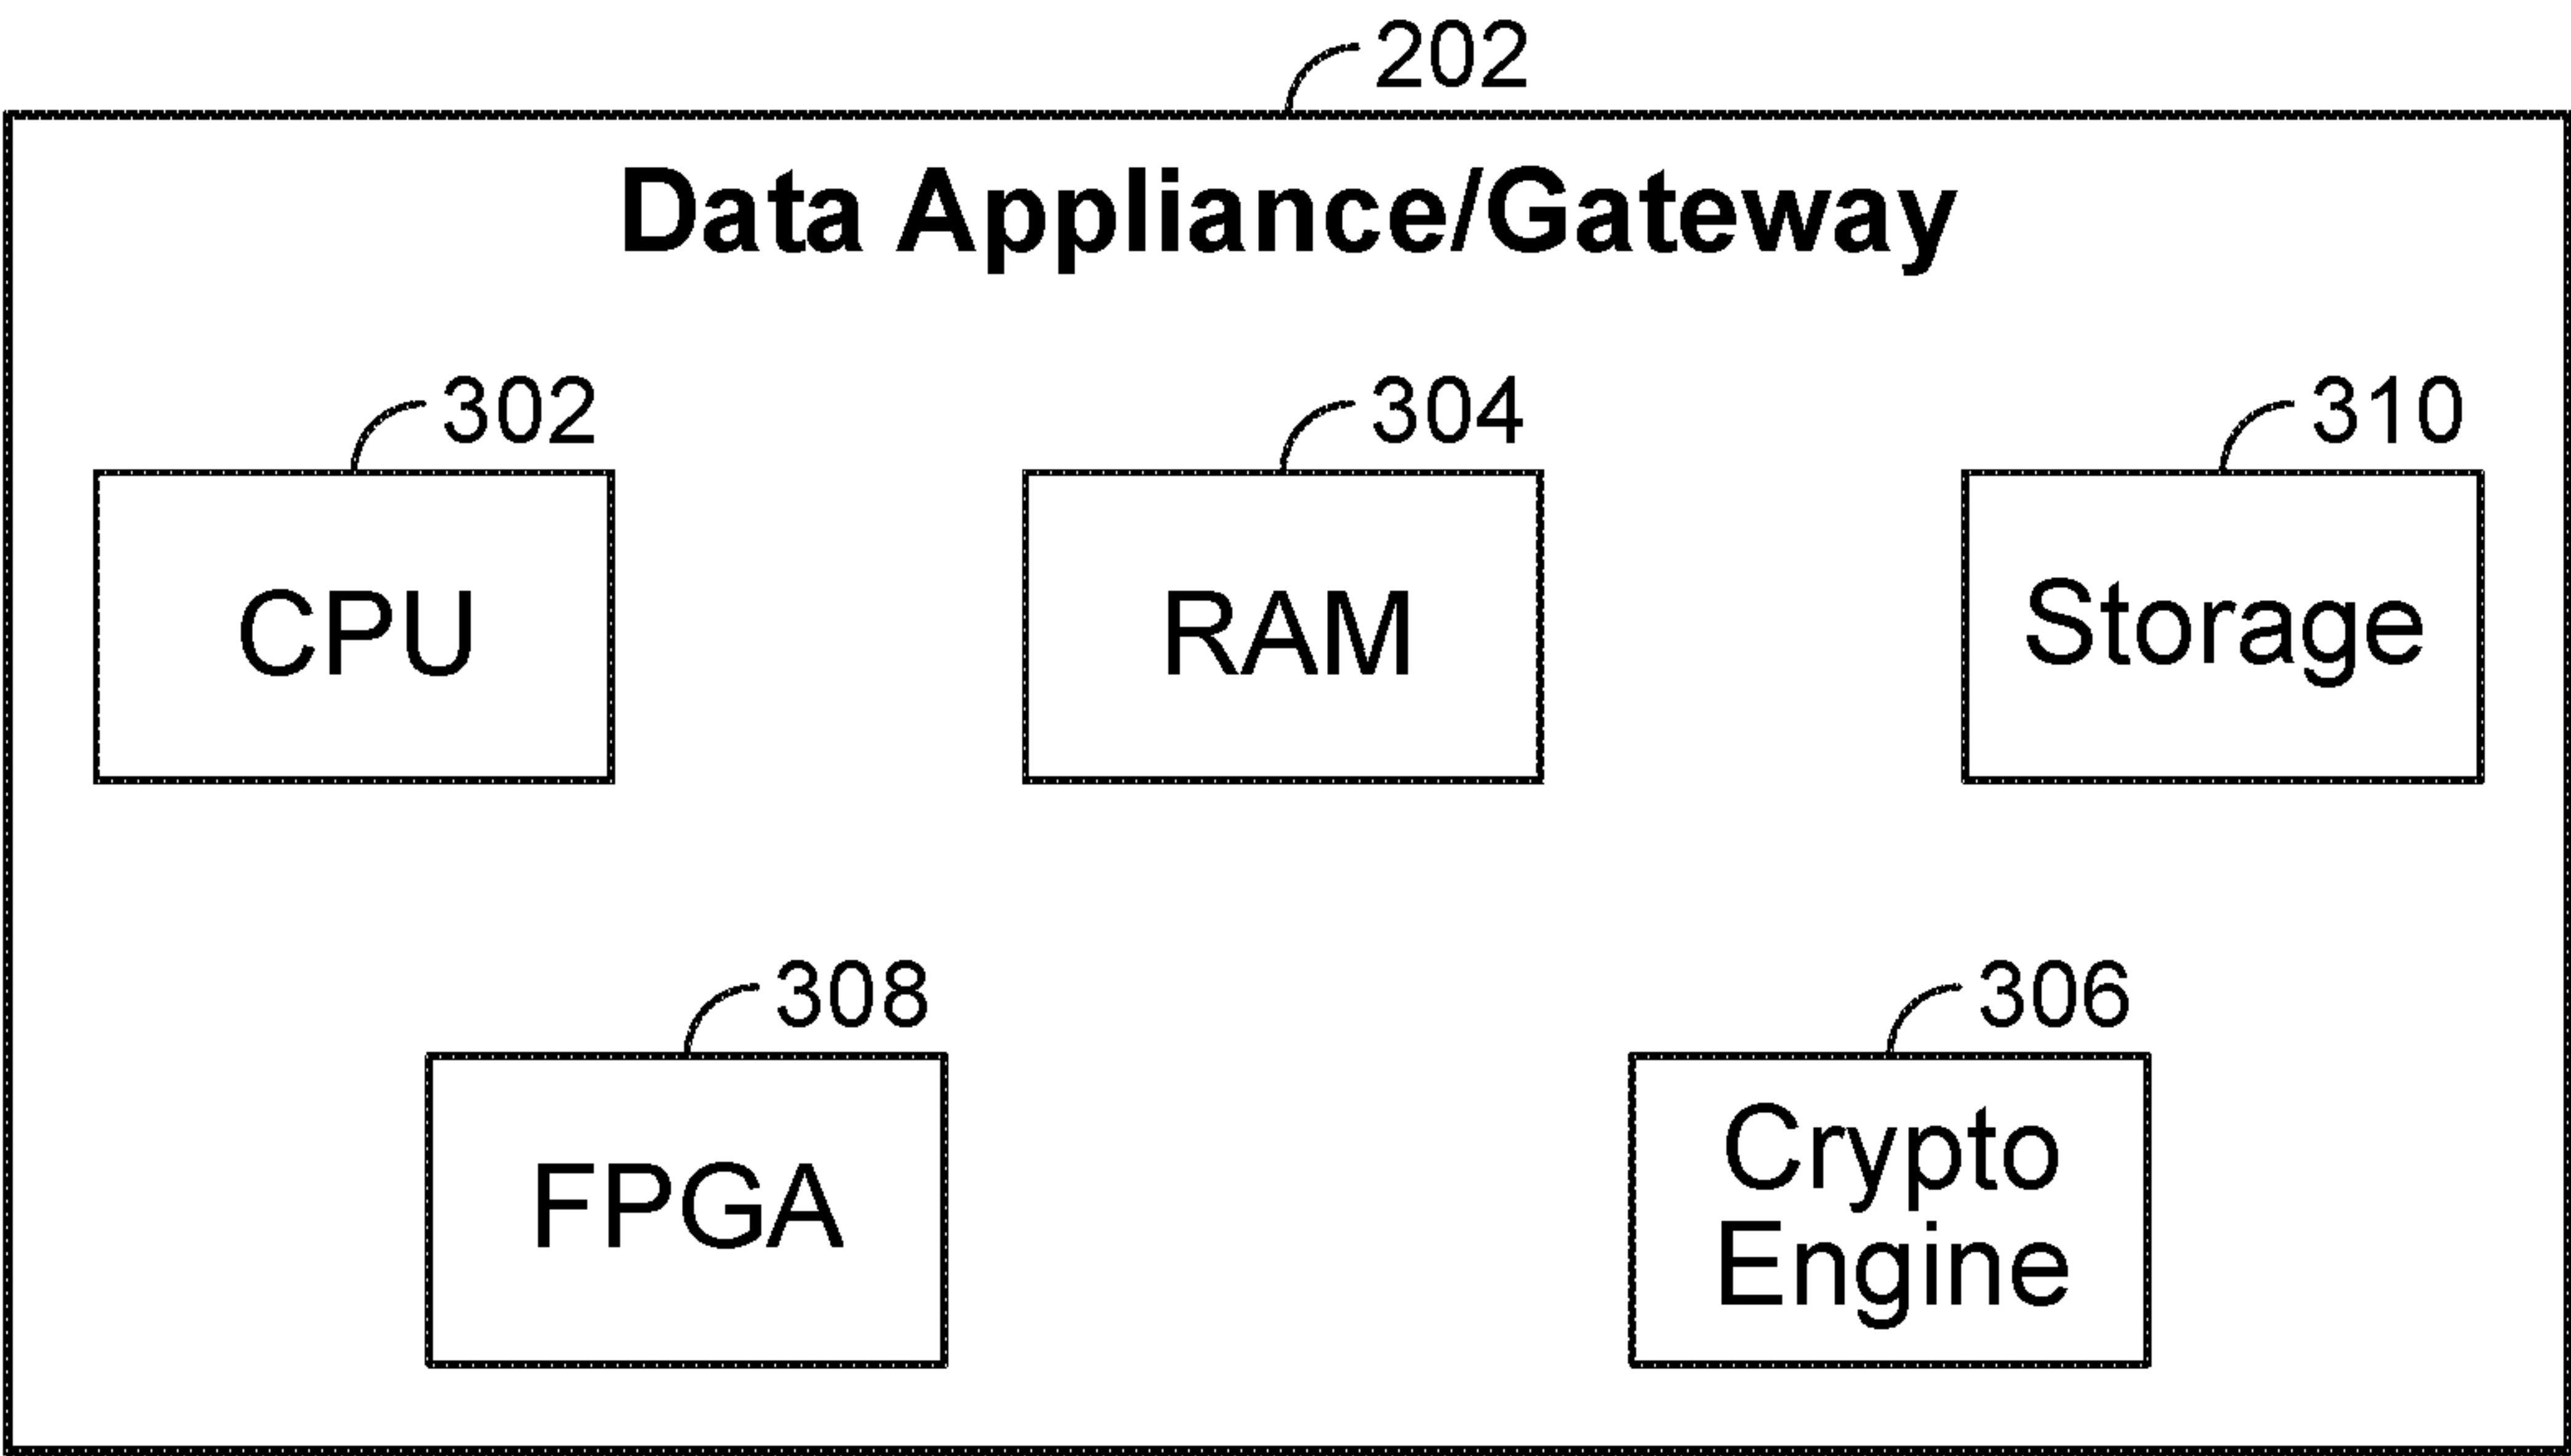 202
Data Appliance/Gateway
302
304
310
CPU
RAM
Storage
308
306
FPGA
Crypto
Engine